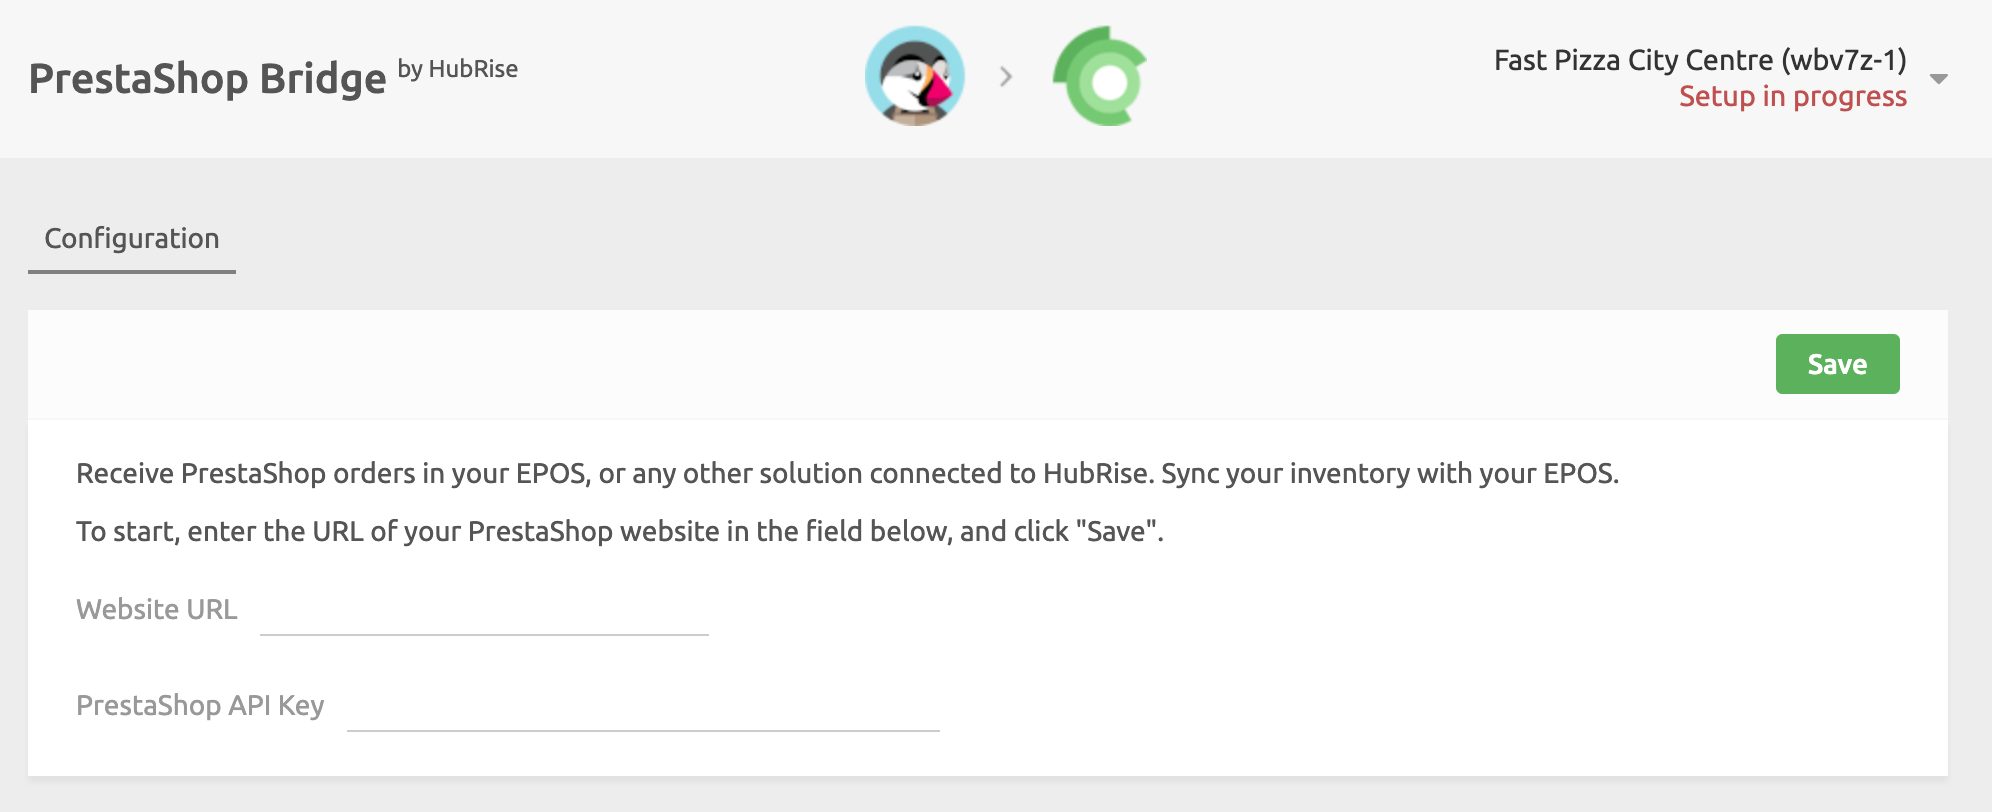 PrestaShop Bridge by HubRise
Fast Pizza City Centre (wbv7z-1)
Setup in progress
Configuration
Save
Receive PrestaShop orders in your EPOS, or any other solution connected to HubRise. Sync your inventory with your EPOS.
To start, enter the URL of your PrestaShop website in the field below, and click "Save".
Website URL
PrestaShop API Key